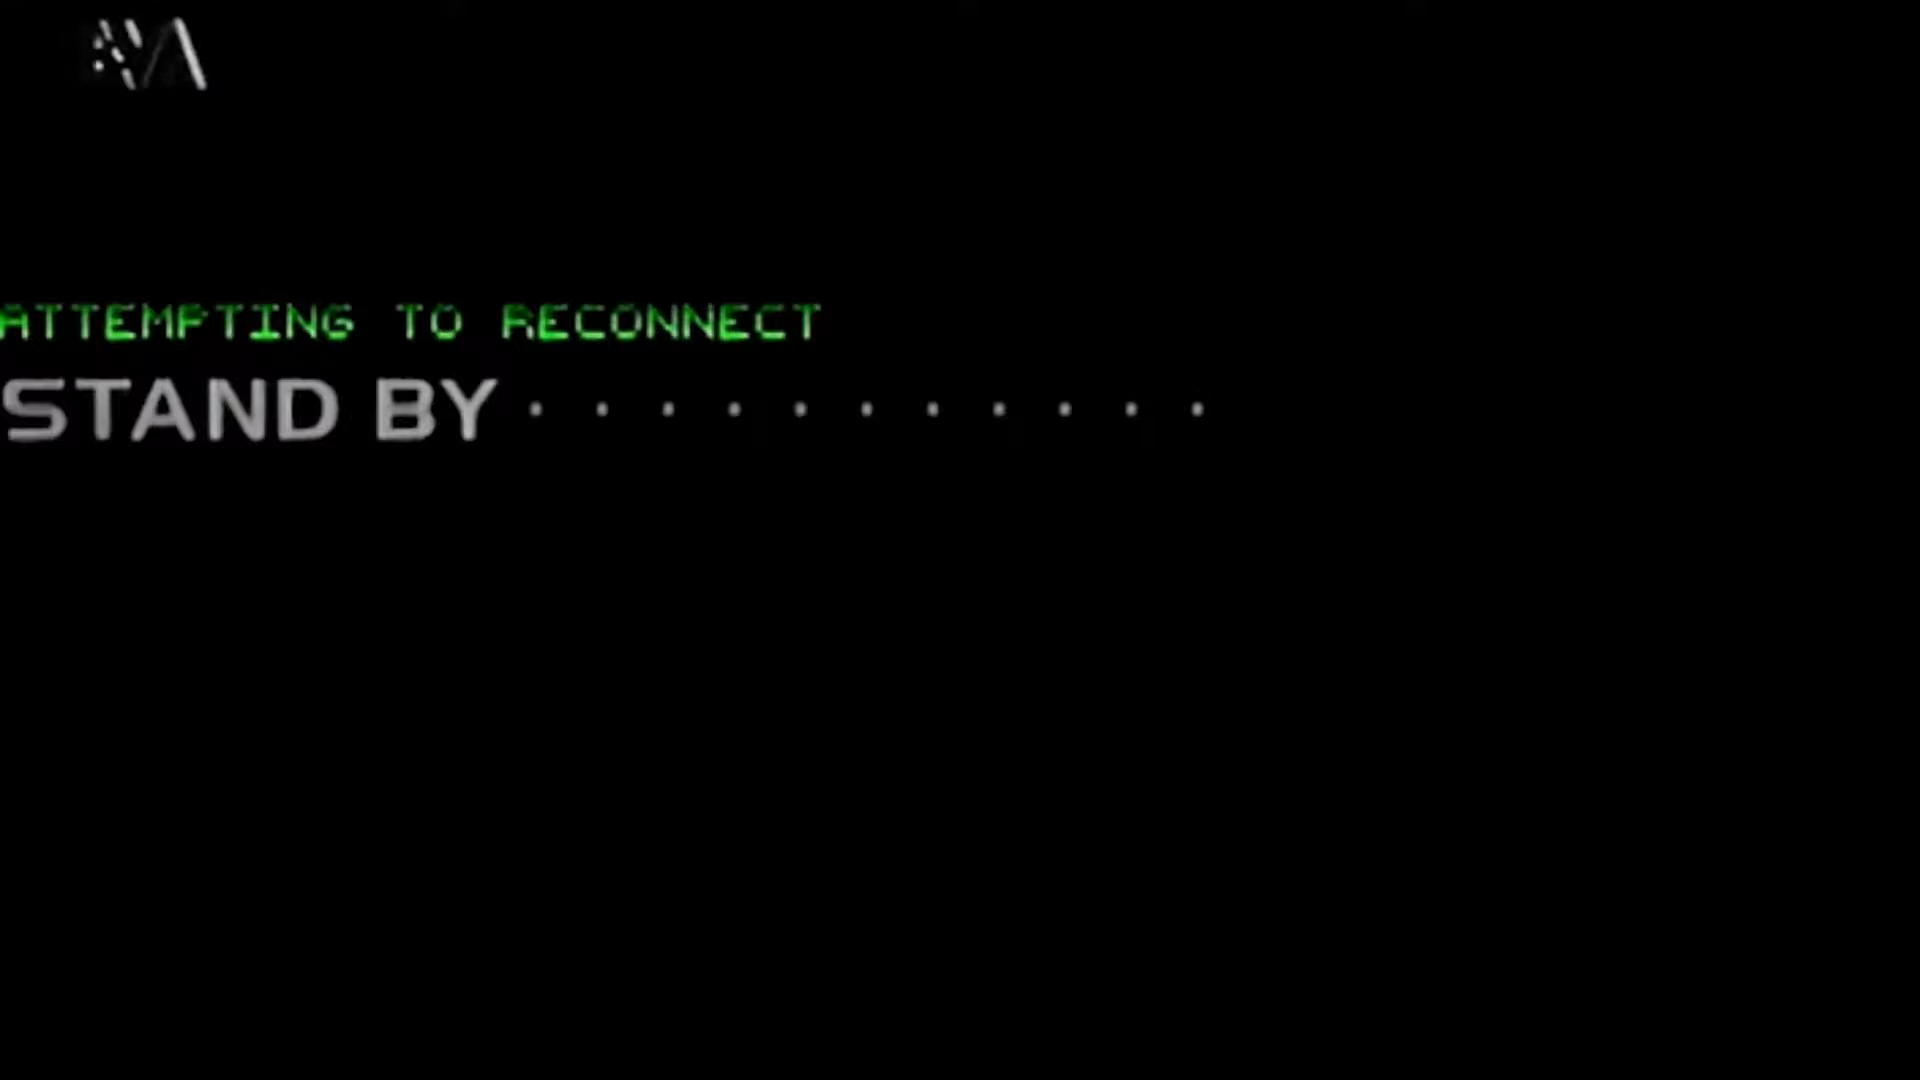 ATTEMPTING TO RECONNECT
STAND BY . . . . . . . . . . .